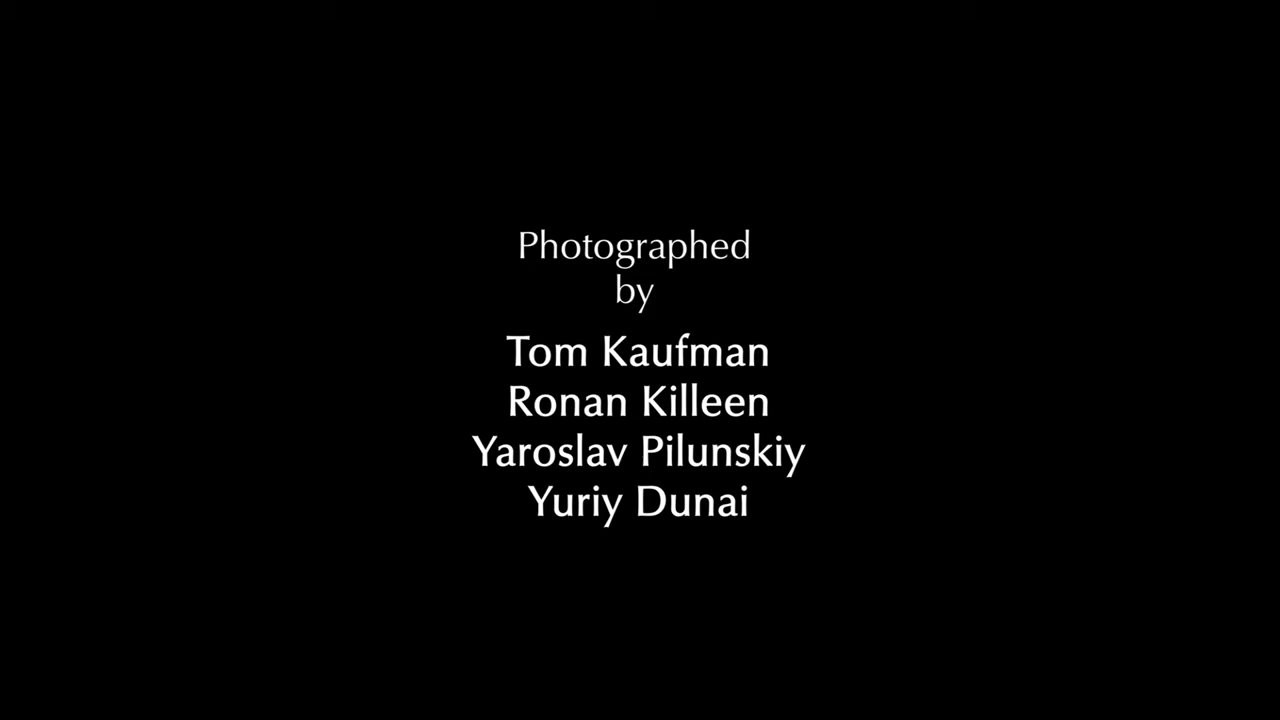 Photographed
by
Tom Kaufman
Ronan Killeen
Yaroslav Pilunskiy
Yuriy Dunai